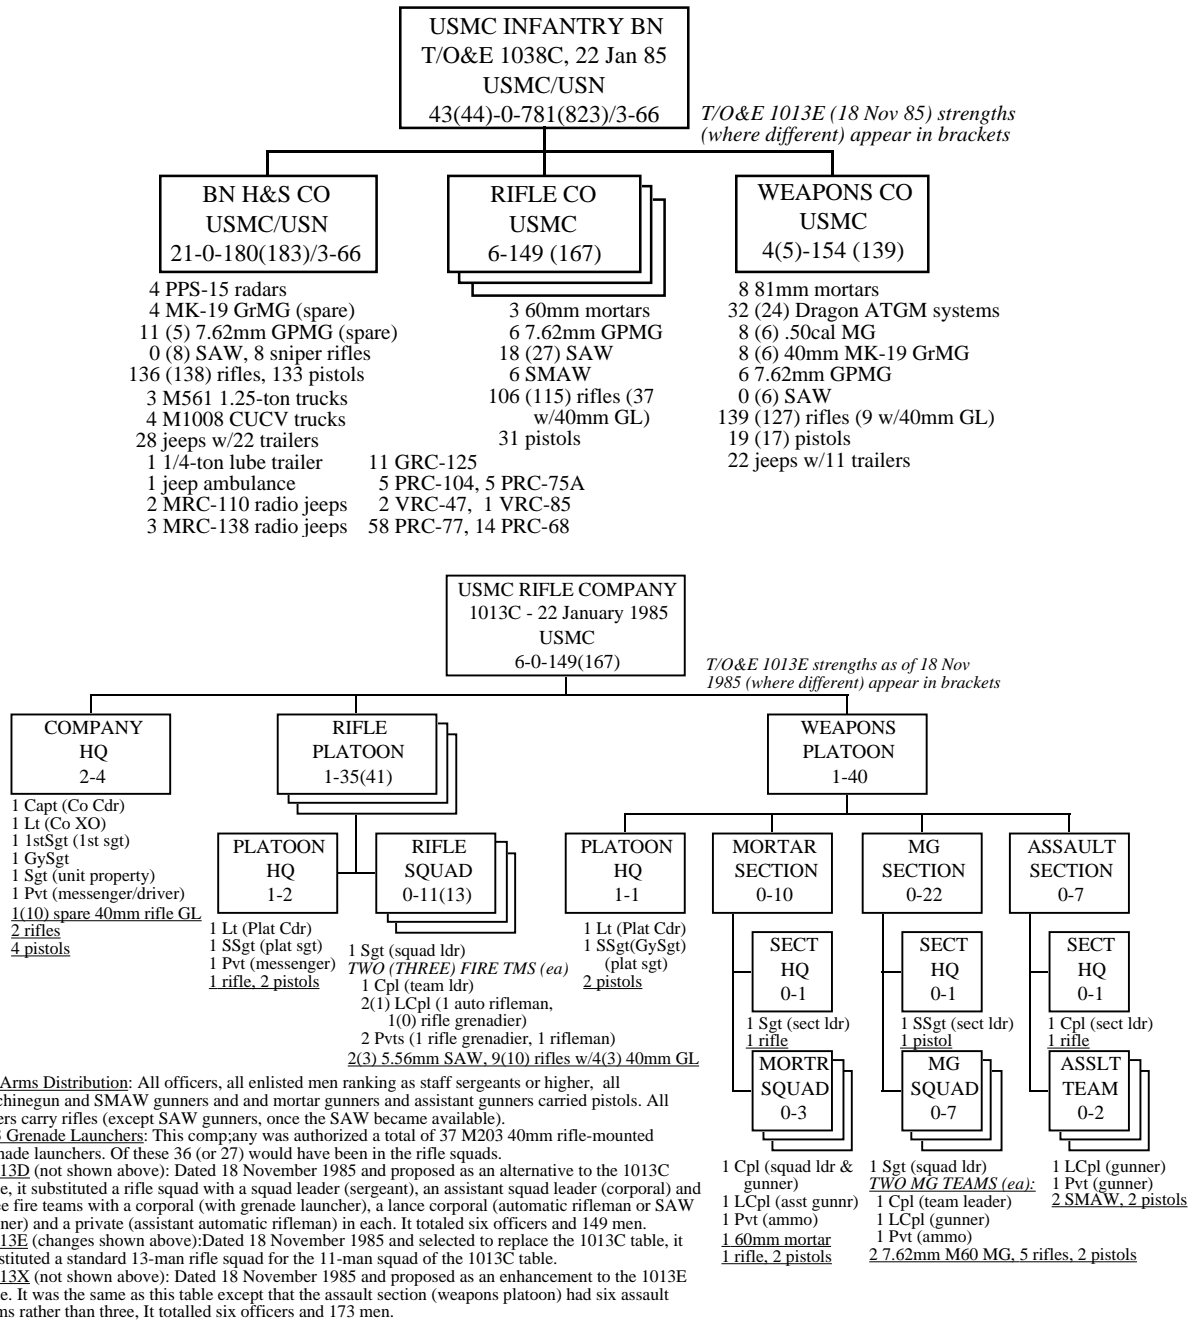 USMC INFANTRY BN
T/O&E 1038C, 22 Jan 85
USMC/USN
43(44)-0-781(823)/3-66
T/O&E 1013E (18 Nov 85) strengths
(where different) appear in brackets
BN H&S CO
USMC/USN
21-0-180(183)/3-66
4 PPS-15 radars
4 MK-19 GrMG (spare)
11 (5) 7.62mm GPMG (spare)
0 (8) SAW, 8 sniper rifles
136 (138) rifles, 133 pistols
3 M561 1.25-ton trucks
4 M1008 CUCV trucks
28 jeeps w/22 trailers
1 1/4-ton lube trailer
1 jeep ambulance
2 MRC-110 radio jeeps
3 MRC-138 radio jeeps
11 GRC-125
5 PRC-104, 5 PRC-75A
2 VRC-47, 1 VRC-85
58 PRC-77, 14 PRC-68
RIFLE CO
USMC
6-149 (167)
3 60mm mortars
6 7.62mm GPMG
18 (27) SAW
6 SMAW
106 (115) rifles (37
w/40mm GL)
31 pistols
WEAPONS CO
USMC
4(5)-154 (139)
8 81mm mortars
32 (24) Dragon ATGM systems
8 (6) .50cal MG
8 (6) 40mm MK-19 GrMG
6 7.62mm GPMG
0 (6) SAW
139 (127) rifles (9 w/40mm GL)
19 (17) pistols
22 jeeps w/11 trailers
USMC RIFLE COMPANY
1013C - 22 January 1985
USMC
6-0-149(167)
T/O&E 1013E strengths as of 18 Nov
1985 (where different) appear in brackets
COMPANY
HQ
2-4
1 Capt (Co Cdr)
1 Lt (Co XO)
1 1stSgt (1st sgt)
1 GySgt
1 Sgt (unit property)
1 Pvt (messenger/driver)
1(10) spare 40mm rifle GL
2 rifles
4 pistols
RIFLE
PLATOON
1-35(41)
PLATOON
HQ
1-2
1 Lt (Plat Cdr)
1 SSgt (plat sgt)
1 Pvt (messenger)
1 rifle, 2 pistols
RIFLE
SQUAD
0-11(13)
1 Sgt (squad ldr)
TWO (THREE) FIRE TMS (ea)
1 Cpl (team ldr)
2(1) LCpl (1 auto rifleman,
1(0) rifle grenadier)
2 Pvts (1 rifle grenadier, 1 rifleman)
2(3) 5.56mm SAW, 9(10) rifles w/4(3) 40mm GL
WEAPONS
PLATOON
1-40
PLATOON
HQ
1-1
1 Lt (Plat Cdr)
1 SSgt(GySgt)
(plat sgt)
2 pistols
MORTAR
SECTION
0-10
SECT
HQ
0-1
1 Sgt (sect ldr)
1 rifle
MORTR
SQUAD
0-3
1 Cpl (squad ldr &
gunner)
1 LCpl (asst gunnr)
1 Pvt (ammo)
1 60mm mortar
1 rifle, 2 pistols
MG
SECTION
0-22
SECT
HQ
0-1
1 SSgt (sect ldr)
1 pistol
MG
SQUAD
0-7
1 Sgt (squad ldr)
TWO MG TEAMS (ea):
1 Cpl (team leader)
1 LCpl (gunner)
1 Pvt (ammo)
2 7.62mm M60 MG, 5 rifles, 2 pistols
ASSAULT
SECTION
0-7
SECT
HQ
0-1
1 Cpl (sect ldr)
1 rifle
ASSLT
TEAM
0-2
1 LCpl (gunner)
1 Pvt (gunner)
2 SMAW, 2 pistols
Arms Distribution: All officers, all enlisted men ranking as staff sergeants or higher, all
chinegun and SMAW gunners and and mortar gunners and assistant gunners carried pistols. All
ers carry rifles (except SAW gunners, once the SAW became available).
Grenade Launchers: This comp;any was authorized a total of 37 M203 40mm rifle-mounted
nade launchers. Of these 36 (or 27) would have been in the rifle squads.
13D (not shown above): Dated 18 November 1985 and proposed as an alternative to the 1013C
e, it substituted a rifle squad with a squad leader (sergeant), an assistant squad leader (corporal) and
ee fire teams with a corporal (with grenade launcher), a lance corporal (automatic rifleman or SAW
ner) and a private (assistant automatic rifleman) in each. It totaled six officers and 149 men.
13E (changes shown above):Dated 18 November 1985 and selected to replace the 1013C table, it
stituted a standard 13-man rifle squad for the 11-man squad of the 1013C table.
13X (not shown above): Dated 18 November 1985 and proposed as an enhancement to the 1013E
e. It was the same as this table except that the assault section (weapons platoon) had six assault
ms rather than three, It totalled six officers and 173 men.